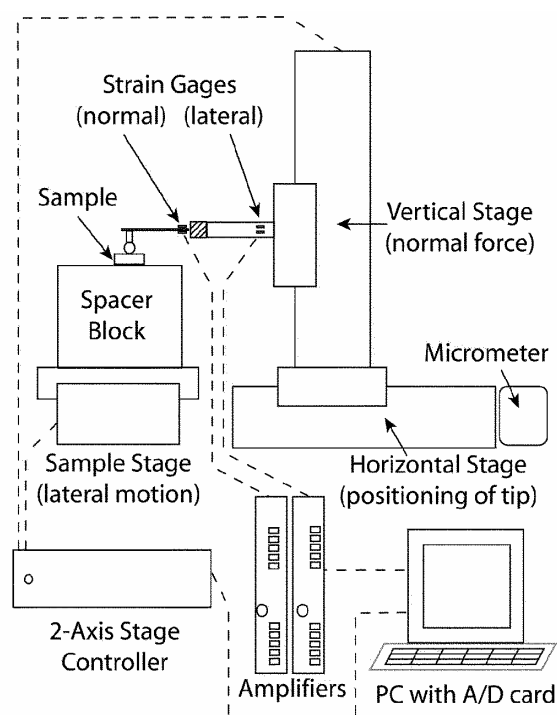 Strain Gages
(normal) (lateral)
Sample
Vertical Stage
(normal force)
Spacer
Block
Micrometer
Sample Stage
(lateral motion)
Horizontal Stage
(positioning of tip)
2-Axis Stage
Controller
Amplifiers
PC with A/D card